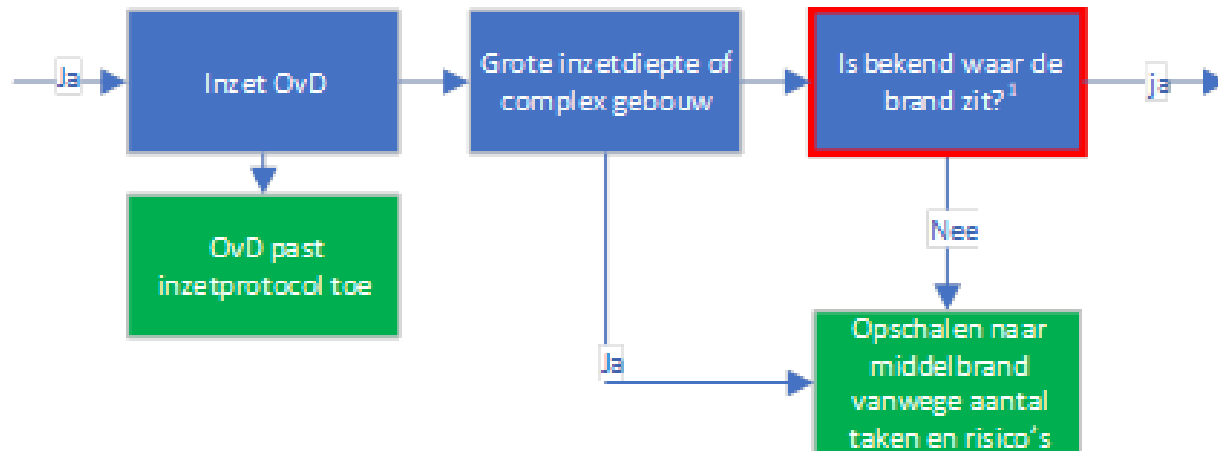 Ja
Inzet OvD
Grote inzetdiepte of
complex gebouw
Is bekend waar de
brand zit? ¹
ja
OvD past
inzetprotocol toe
Nee
Ja
Opschalen naar
middelbrand
vanwege aantal
taken en risico's